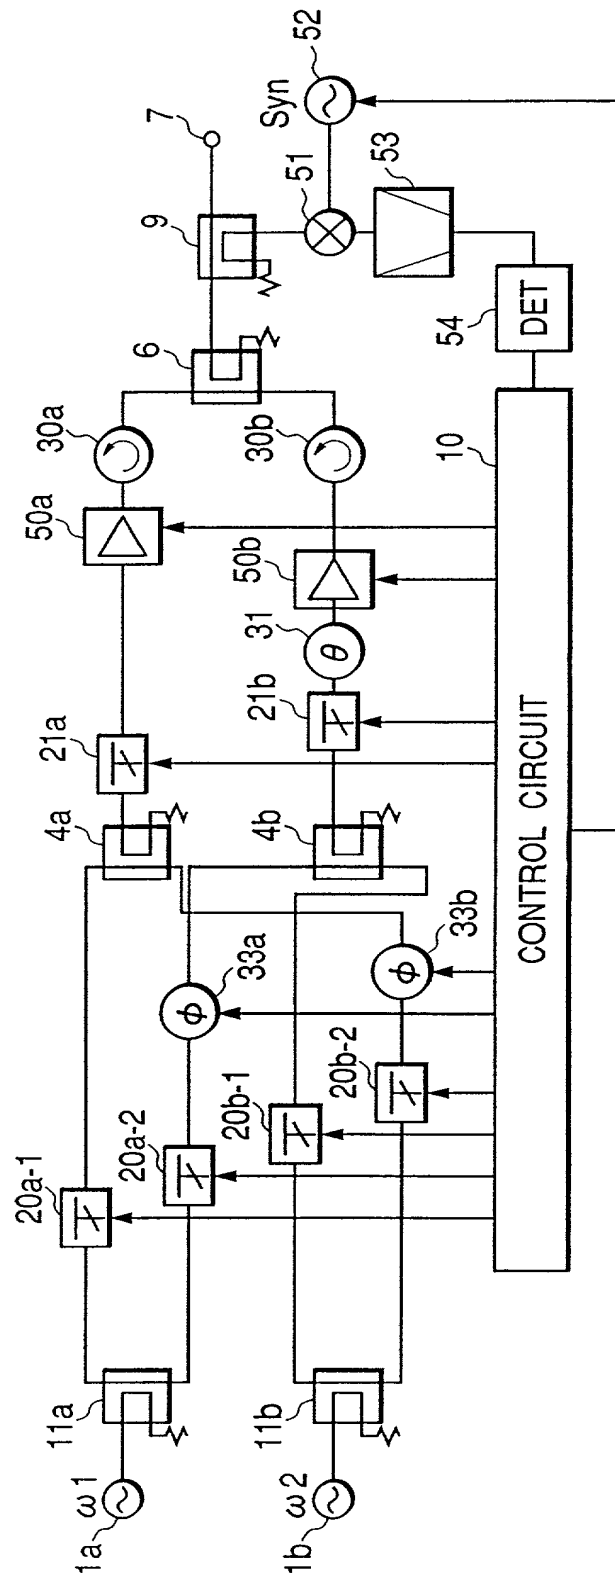 1a
ω1
11a
20a-1
20a-2
ϕ
33a
4a
21a
50a
30a
6
9
7
1b
ω2
11b
20b-1
20b-2
ϕ
33b
4b
21b
θ
31
50b
30b
51
Syn
52
53
54
DET
10
CONTROL CIRCUIT